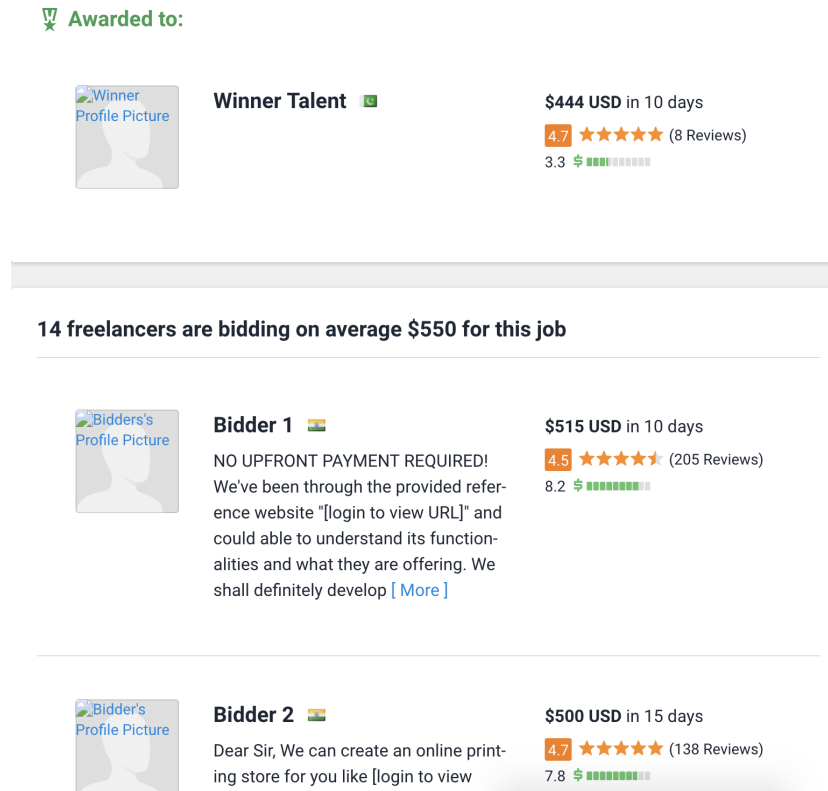 Awarded to:
Winner Profile Picture
Winner Talent
$444 USD in 10 days
4.7 (8 Reviews)
3.3 $
14 freelancers are bidding on average $550 for this job
Bidders's
Profile Picture
Bidder 1
NO UPFRONT PAYMENT REQUIRED!
We've been through the provided refer-
ence website "[login to view URL]" and
could able to understand its function-
alities and what they are offering. We
shall definitely develop [ More ]
$515 USD in 10 days
4.5 (205 Reviews)
8.2 $
Bidder's
Profile Picture
Bidder 2
Dear Sir, We can create an online print-
ing store for you like [login to view
$500 USD in 15 days
4.7 (138 Reviews)
7.8 $